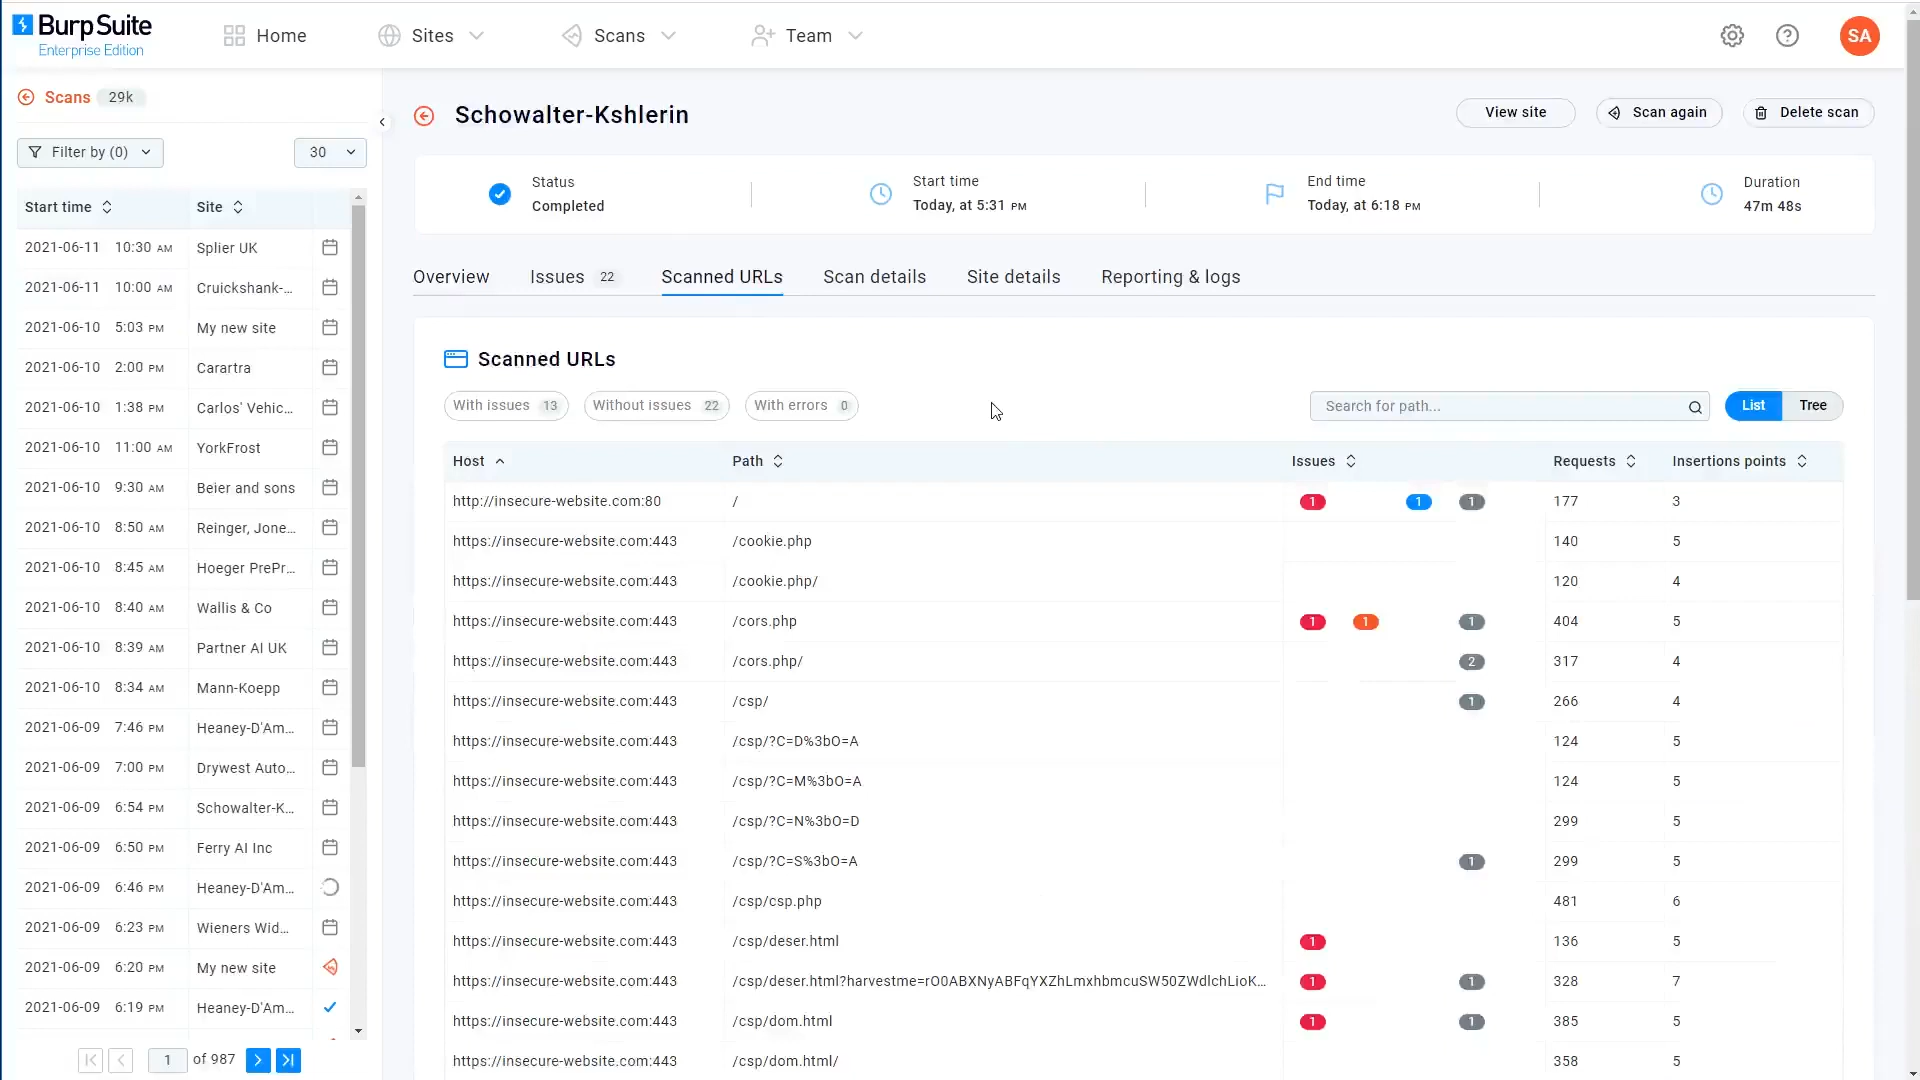 Burp Suite
Enterprise Edition
Home
Sites
Scans
Team
SA
Scans 29k
Filter by (0)
30
Start time Site
2021-06-11 10:30 AM Splier UK
2021-06-11 10:00 AM Cruickshank-...
2021-06-10 5:03 PM My new site
2021-06-10 2:00 PM Carartra
2021-06-10 1:38 PM Carlos' Vehic...
2021-06-10 11:00 AM YorkFrost
2021-06-10 9:30 AM Beier and sons
2021-06-10 8:50 AM Reinger, Jone...
2021-06-10 8:45 AM Hoeger PrePr...
2021-06-10 8:40 AM Wallis & Co
2021-06-10 8:39 AM Partner AI UK
2021-06-10 8:34 AM Mann-Koepp
2021-06-09 7:46 PM Heaney-D'Am...
2021-06-09 7:00 PM Drywest Auto...
2021-06-09 6:54 PM Schowalter-K...
2021-06-09 6:50 PM Ferry AI Inc
2021-06-09 6:46 PM Heaney-D'Am...
2021-06-09 6:23 PM Wieners Wid...
2021-06-09 6:20 PM My new site
2021-06-09 6:19 PM Heaney-D'Am...
1 of 987
Schowalter-Kshlerin
View site
Scan again
Delete scan
Status
Completed
Start time
Today, at 5:31 PM
End time
Today, at 6:18 PM
Duration
47m 48s
Overview Issues 22 Scanned URLs Scan details Site details Reporting & logs
Scanned URLs
With issues 13 Without issues 22 With errors 0
Search for path...
List Tree
Host Path Issues Requests Insertions points
http://insecure-website.com:80 / 1 1 1 177 3
https://insecure-website.com:443 /cookie.php 140 5
https://insecure-website.com:443 /cookie.php/ 120 4
https://insecure-website.com:443 /cors.php 1 1 1 404 5
https://insecure-website.com:443 /cors.php/ 2 317 4
https://insecure-website.com:443 /csp/ 1 266 4
https://insecure-website.com:443 /csp/?C=D%3bO=A 124 5
https://insecure-website.com:443 /csp/?C=M%3bO=A 124 5
https://insecure-website.com:443 /csp/?C=N%3bO=D 299 5
https://insecure-website.com:443 /csp/?C=S%3bO=A 1 299 5
https://insecure-website.com:443 /csp/csp.php 481 6
https://insecure-website.com:443 /csp/deser.html 1 136 5
https://insecure-website.com:443 /csp/deser.html?harvestme=rO0ABXNyABFqYXZhLmxhbmcuSW50ZWdlchLioK... 1 1 328 7
https://insecure-website.com:443 /csp/dom.html 1 1 385 5
https://insecure-website.com:443 /csp/dom.html/ 358 5